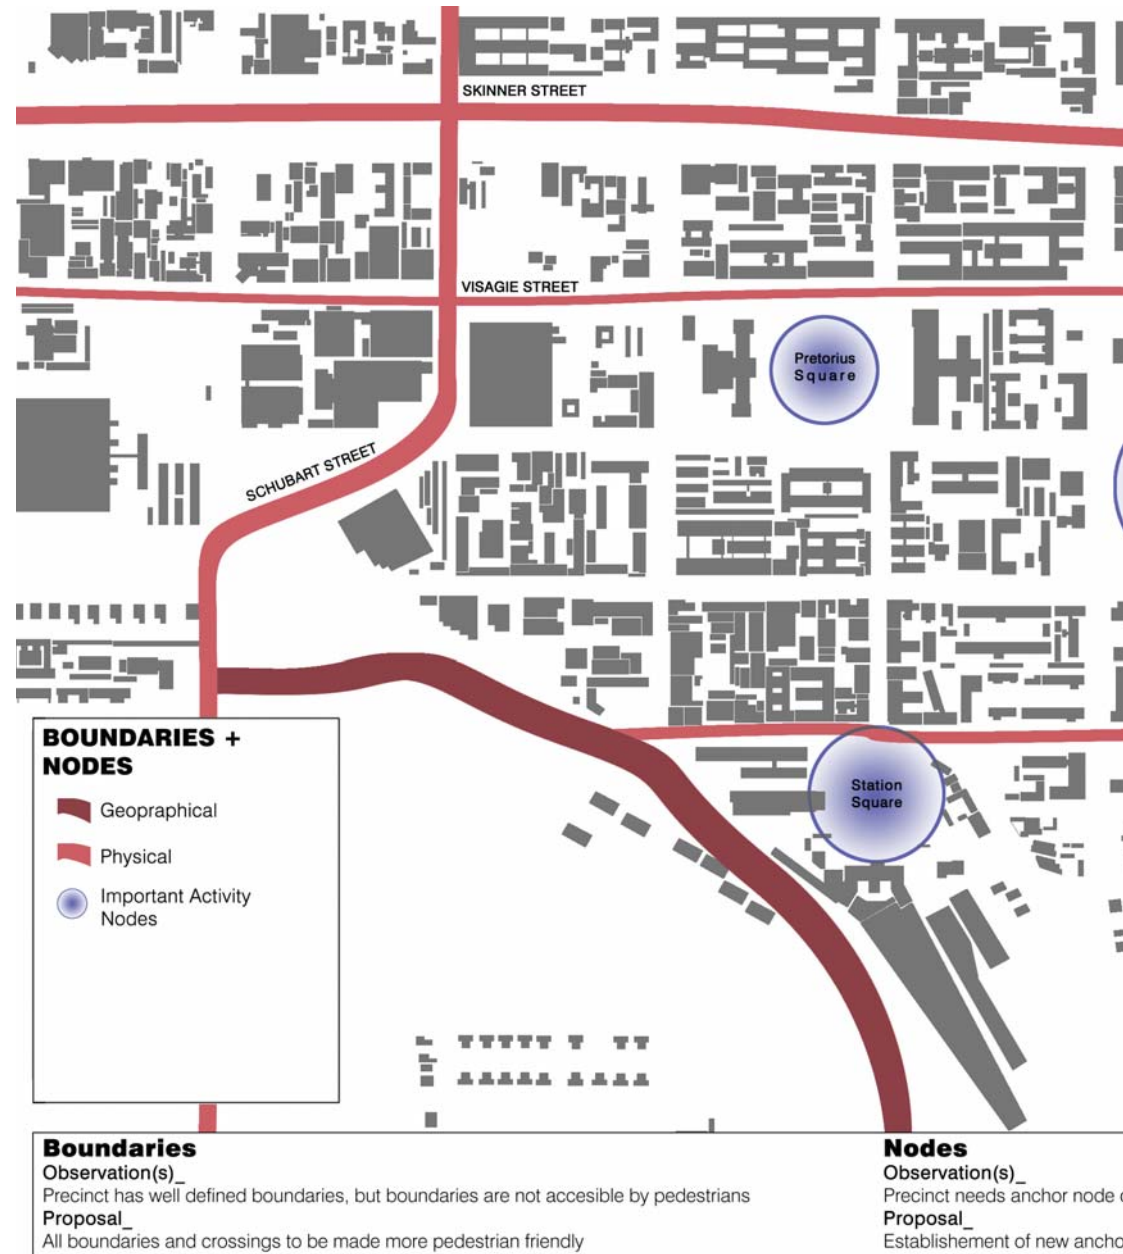 SKINNER STREET
VISAGIE STREET
Pretorius
Square
SCHUBART STREET
BOUNDARIES +
NODES
Geopraphical
Physical
Important Activity
Nodes
Station
Square
Boundaries
Observation(s)_
Precinct has well defined boundaries, but boundaries are not accesible by pedestrians
Proposal_
All boundaries and crossings to be made more pedestrian friendly
Nodes
Observation(s)_
Precinct needs anchor node
Proposal_
Establishement of new